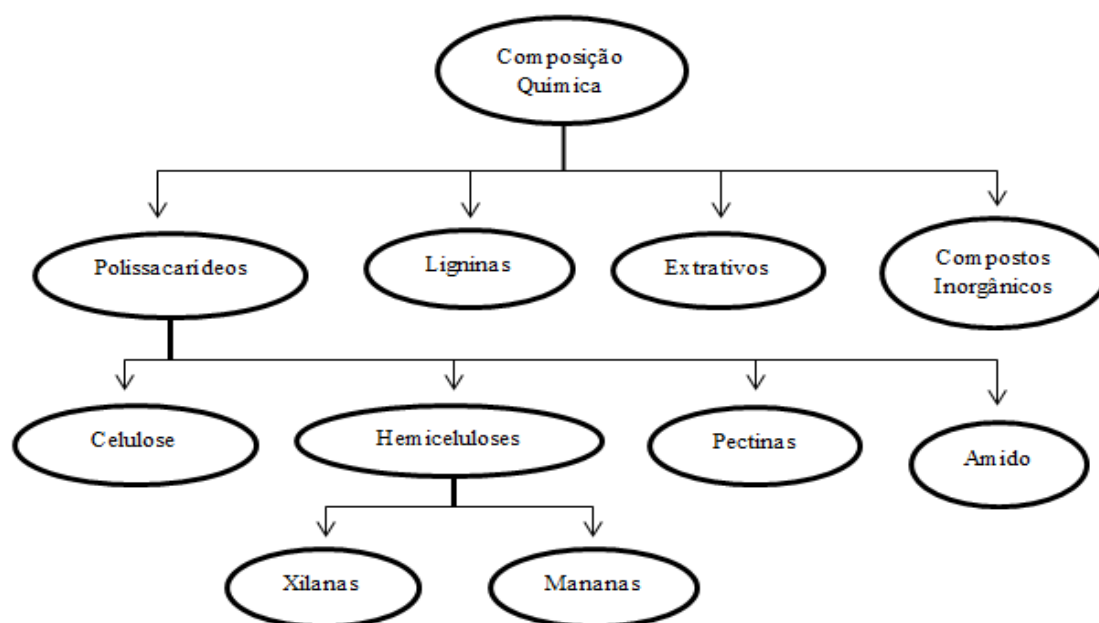 Composição
Química
Polissacarídeos
Ligninas
Extrativos
Compostos
Inorgânicos
Celulose
Hemiceluloses
Pectinas
Amido
Xilanas
Mananas